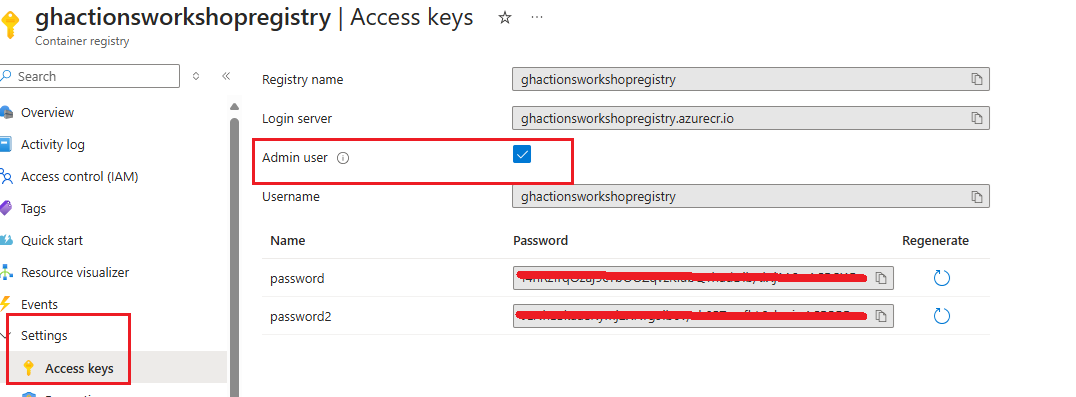 ghactionsworkshopregistry | Access keys
Container registry
Search
Overview
Activity log
Access control (IAM)
Tags
Quick start
Resource visualizer
Events
Settings
Access keys
Registry name
ghactionsworkshopregistry
Login server
ghactionsworkshopregistry.azurecr.io
Admin user
Username
ghactionsworkshopregistry
Name Password Regenerate
password
password2